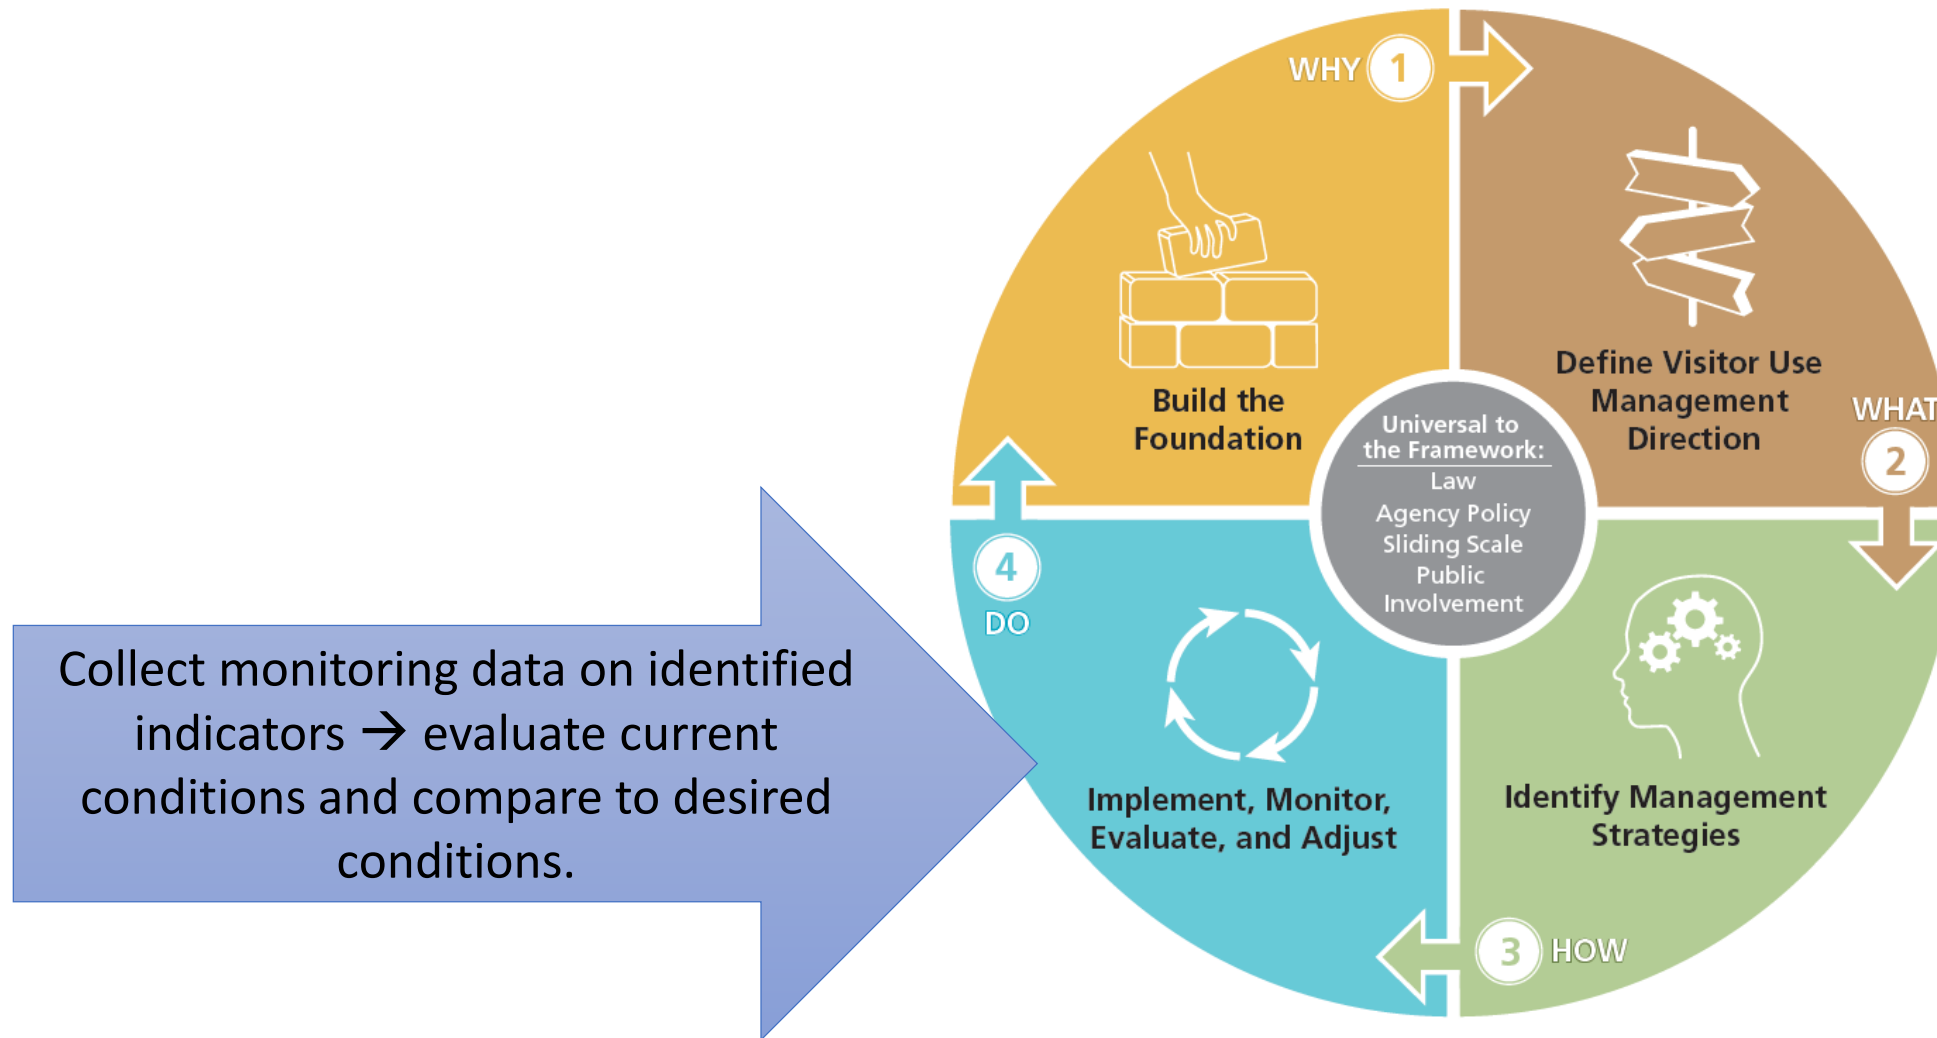 WHY 1
Build the
Foundation
Define Visitor Use
Management
Direction
WHAT
2
Universal to
the Framework:
Law
Agency Policy
Sliding Scale
Public
Involvement
Identify Management
Strategies
3 HOW
4
DO
Implement, Monitor,
Evaluate, and Adjust
Collect monitoring data on identified
indicators → evaluate current
conditions and compare to desired
conditions.